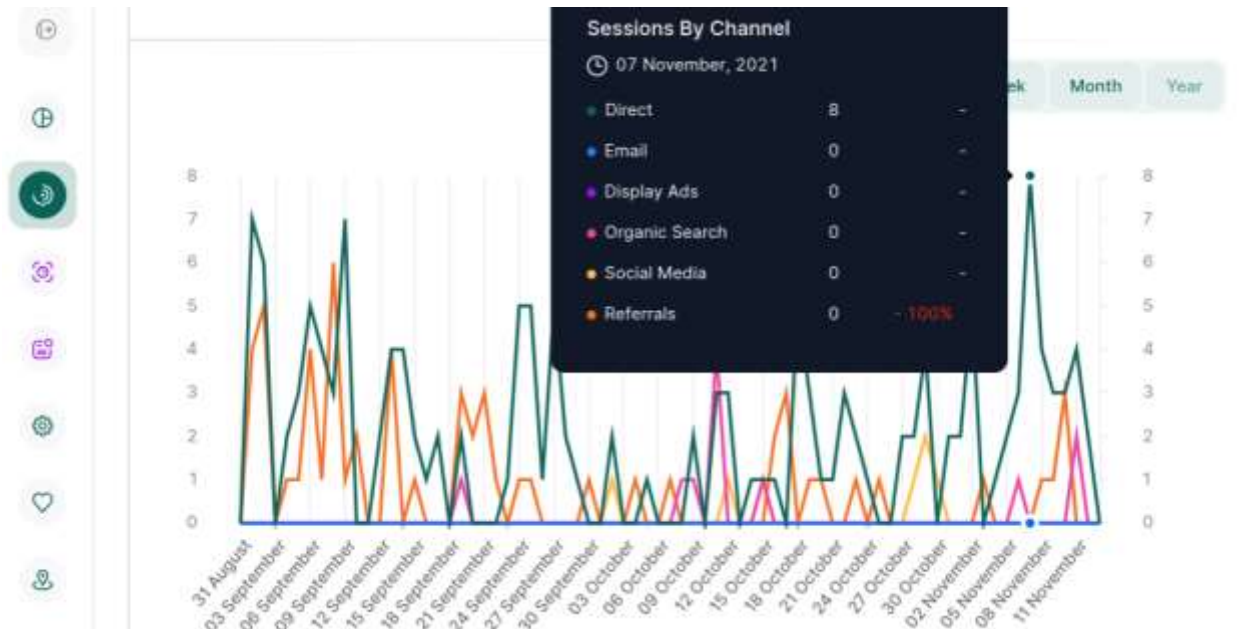 Sessions By Channel
07 November, 2021
ek Month Year
Direct 8 -
Email 0 -
Display Ads 0 -
Organic Search 0 -
Social Media 0 -
Referrals 0 - 100%
8 8
7 7
6 6
5 5
4 4
3 3
2 2
1 1
0 0
31 August
03 September
06 September
09 September
12 September
15 September
18 September
21 September
24 September
27 September
30 September
03 October
06 October
09 October
12 October
15 October
18 October
21 October
24 October
27 October
30 October
02 November
05 November
08 November
11 November